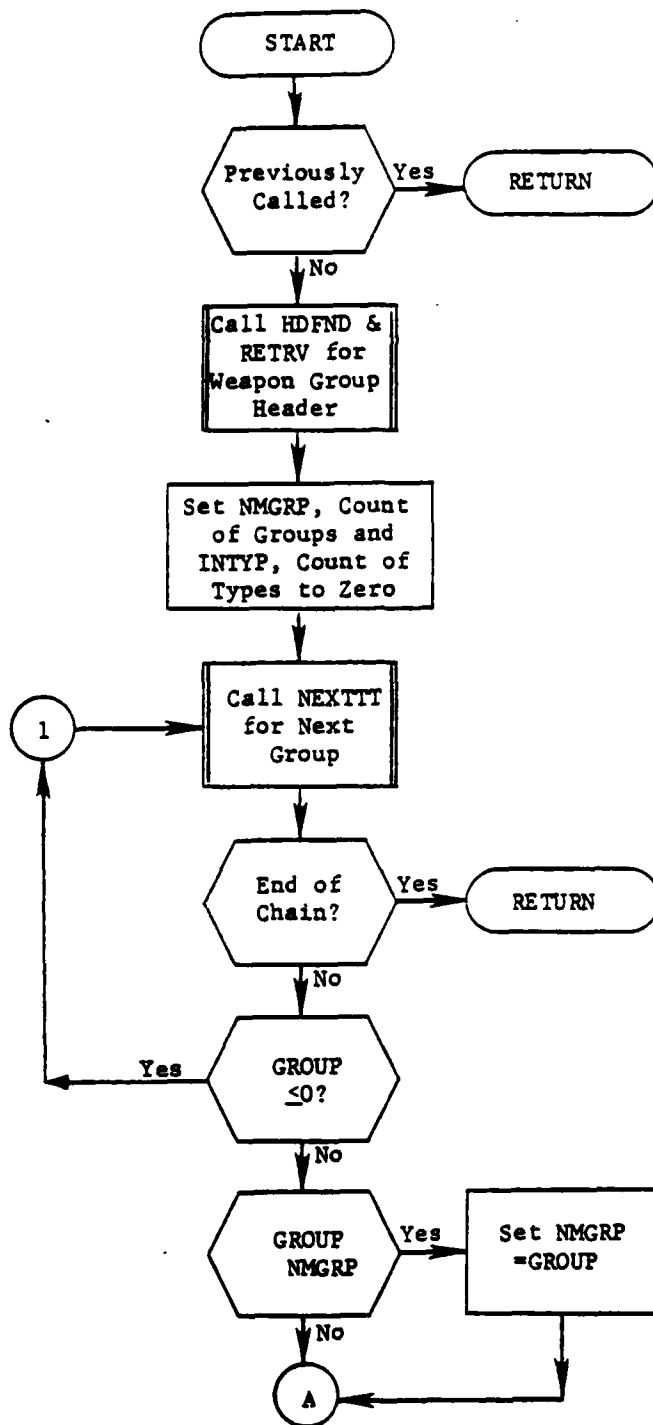 START
Previously
Called?
Yes
RETURN
No
Call HDFND &
RETRV for
Weapon Group
Header
Set NMGRP, Count
of Groups and
INTYP, Count of
Types to Zero
1
Call NEXTTT
for Next
Group
End of
Chain?
Yes
RETURN
No
Yes
GROUP
≤0?
No
GROUP
NMGRP
Yes
Set NMGRP
=GROUP
No
A